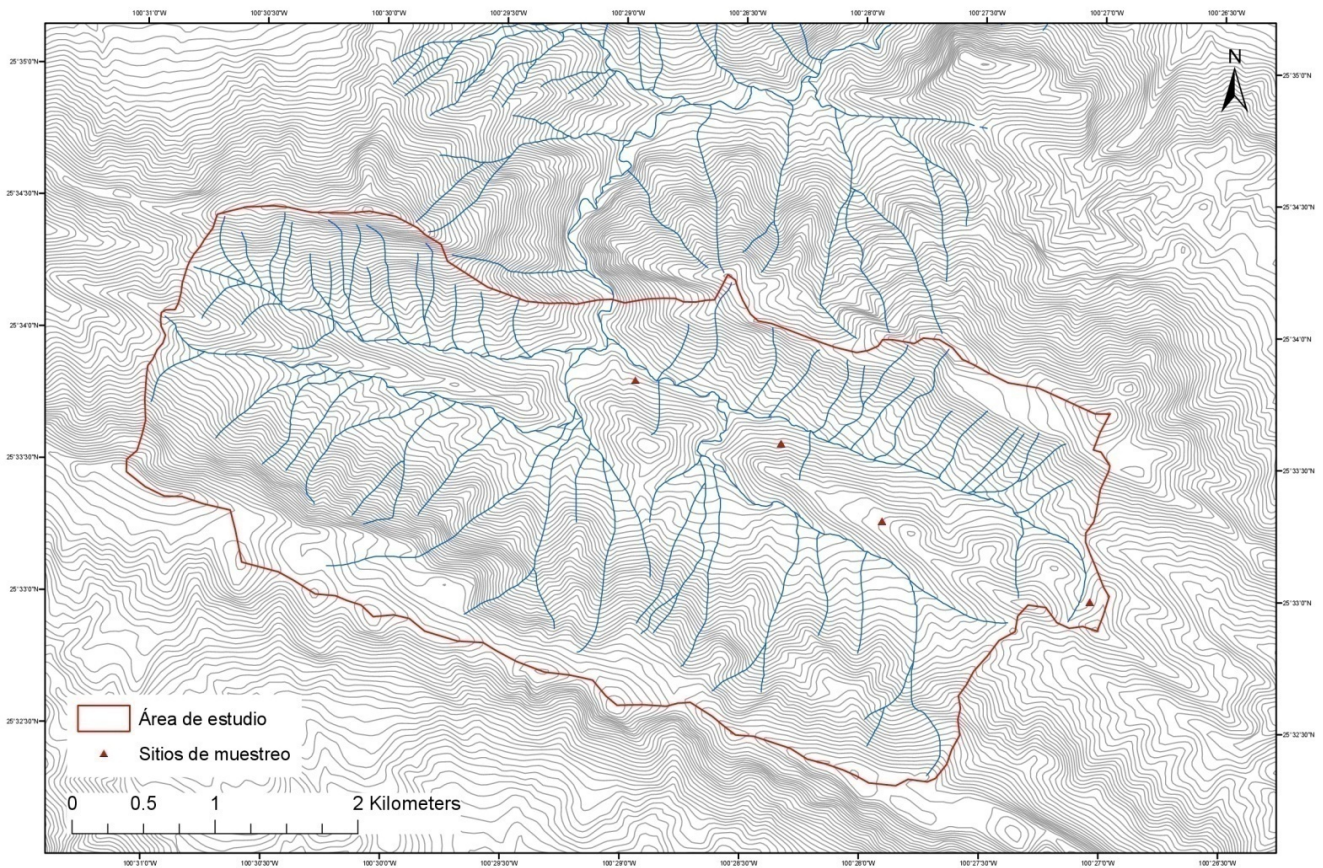 100°31'0"W 100°30'30"W 100°30'0"W 100°29'30"W 100°29'0"W 100°28'30"W 100°28'0"W 100°27'30"W 100°27'0"W 100°26'30"W
N
25°35'0"N 25°35'0"N
25°34'30"N 25°34'30"N
25°34'0"N 25°34'0"N
25°33'30"N 25°33'30"N
25°33'0"N 25°33'0"N
25°32'30"N 25°32'30"N
Área de estudio
Sitios de muestreo
0 0.5 1 2 Kilometers
100°31'0"W 100°30'30"W 100°30'0"W 100°29'30"W 100°29'0"W 100°28'30"W 100°28'0"W 100°27'30"W 100°27'0"W 100°26'30"W